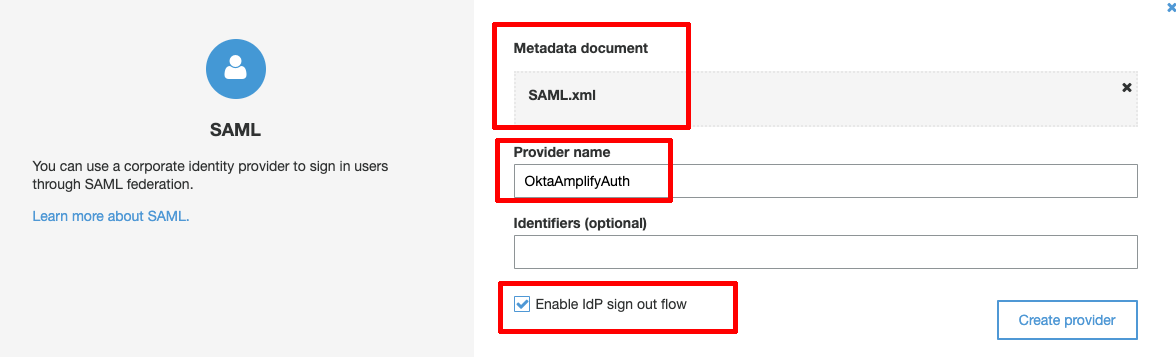 SAML
You can use a corporate identity provider to sign in users
through SAML federation.
Learn more about SAML.
Metadata document
SAML.xml
Provider name
OktaAmplifyAuth
Identifiers (optional)
Enable IdP sign out flow
Create provider